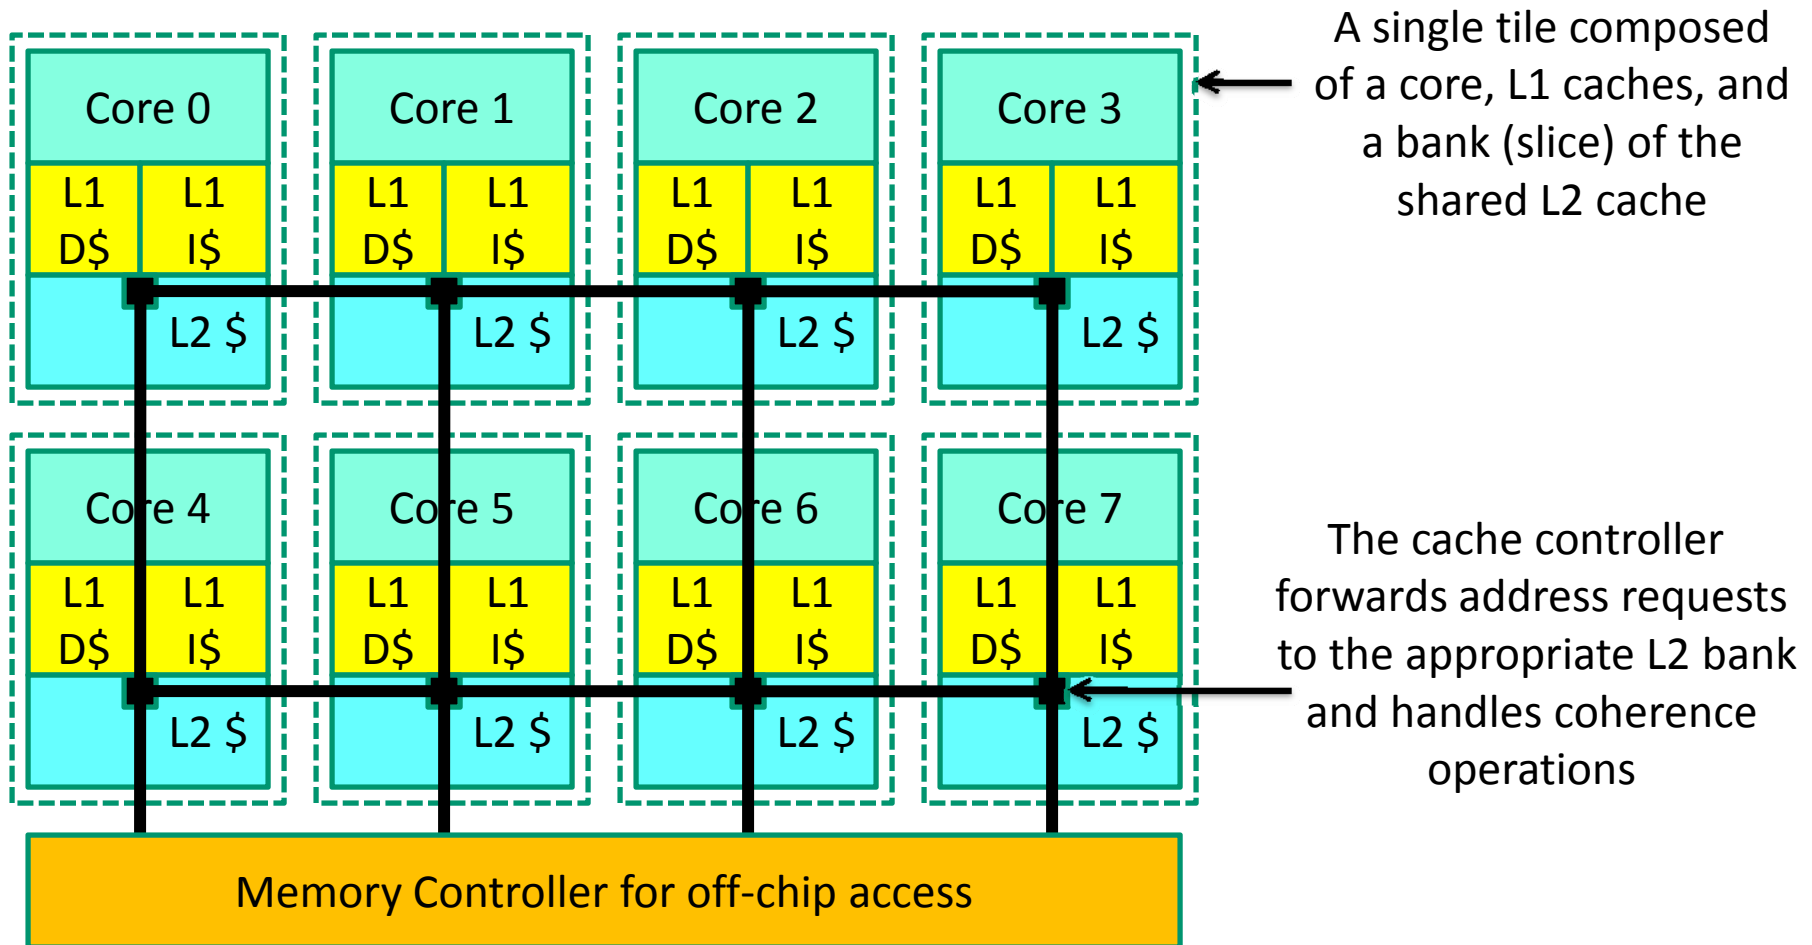 A single tile composed
of a core, L1 caches, and
a bank (slice) of the
shared L2 cache
Core 0
Core 1
Core 2
Core 3
L1
D$
L1
I$
L1
D$
L1
I$
L1
D$
L1
I$
L1
D$
L1
I$
L2 $
L2 $
L2 $
L2 $
Core 4
Core 5
Core 6
Core 7
L1
D$
L1
I$
L1
D$
L1
I$
L1
D$
L1
I$
L1
D$
L1
I$
L2 $
L2 $
L2 $
L2 $
The cache controller
forwards address requests
to the appropriate L2 bank
and handles coherence
operations
Memory Controller for off-chip access